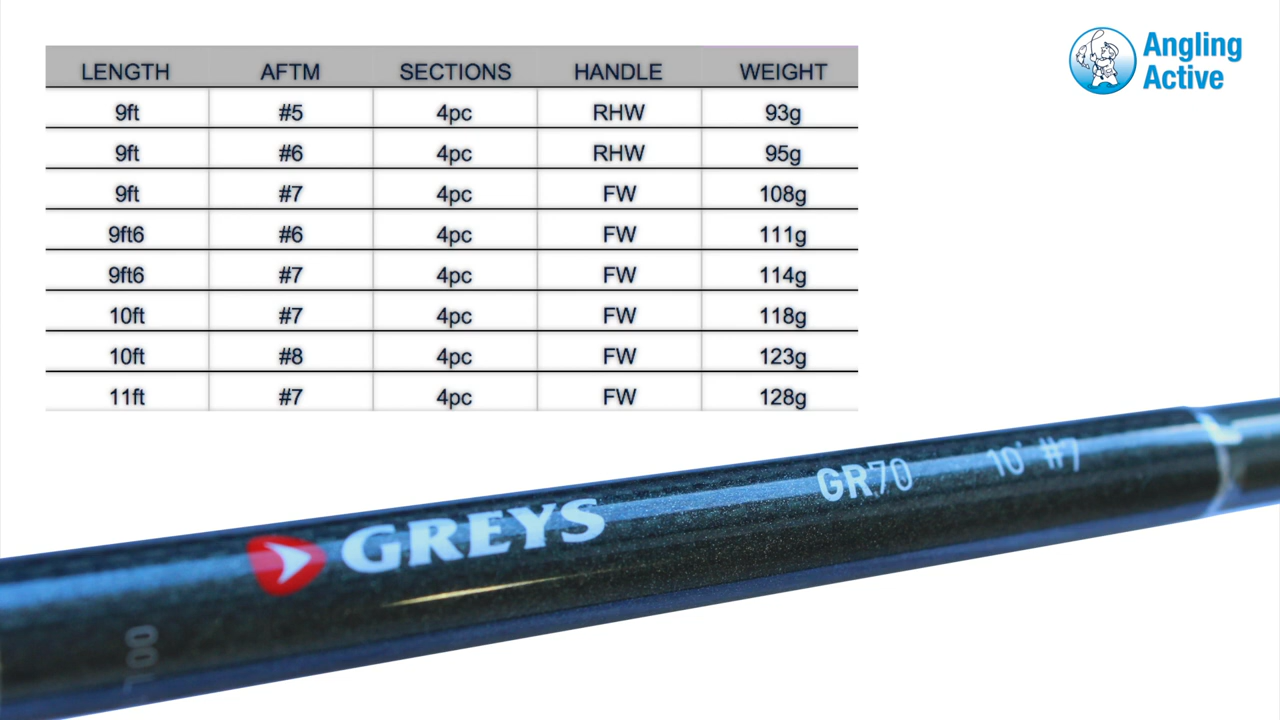 Angling
Active
LENGTH AFTM SECTIONS HANDLE WEIGHT
9ft #5 4pc RHW 93g
9ft #6 4pc RHW 95g
9ft #7 4pc FW 108g
9ft6 #6 4pc FW 111g
9ft6 #7 4pc FW 114g
10ft #7 4pc FW 118g
10ft #8 4pc FW 123g
11ft #7 4pc FW 128g
GREYS GR70 10' #7